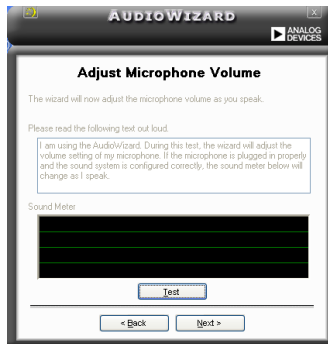 AUDIOWIZARD
ANALOG
DEVICES
Adjust Microphone Volume
The wizard will now adjust the microphone volume as you speak.
Please read the following text out loud.
I am using the AudioWizard. During this test, the wizard will adjust the
volume setting of my microphone. If the microphone is plugged in properly
and the sound system is configured correctly, the sound meter below will
change as I speak.
Sound Meter
Test
< Back
Next >